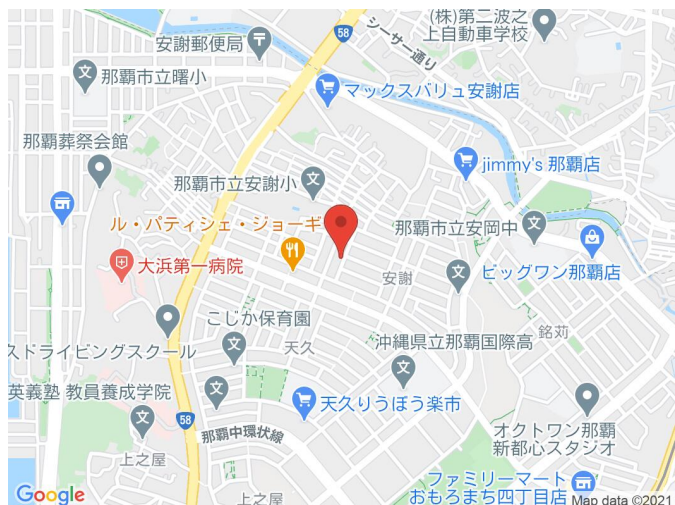 (株)第二波之
上自動車学校
安謝郵便局
58
シーサー通り
那覇市立曙小
マックスバリュ安謝店
那覇葬祭会館
jimmy's 那覇店
那覇市立安謝小
ル・パティシェ・ジョーギ
那覇市立安岡中
大浜第一病院
安謝
ビッグワン那覇店
こじか保育園
銘苅
久ドライビングスクール
天久
沖縄県立那覇国際高
英義塾 教員養成学院
天久りうぼう楽市
58
那覇中環状線
オクトワン那覇
新都心スタジオ
上之屋
ファミリーマート
おもろまち四丁目店
上之屋
Google
Map data ©2021